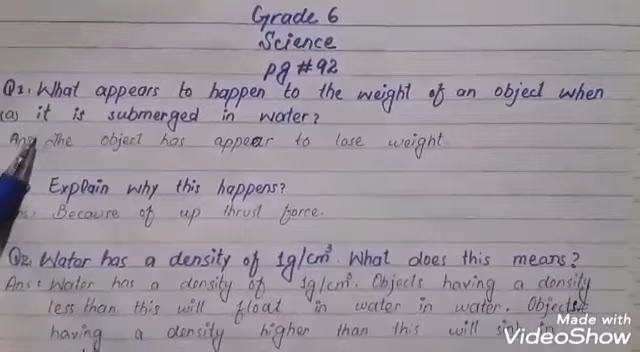 Grade 6
Science
pg #92
Q1. What appears to happen to the weight of an object when
(a) it is submerged in water?
Ans The object has appear to lose weight
Explain why this happens?
Ans: Because of up thrust force.
Q2. Water has a density of 1g/cm³. What does this means?
Ans: Water has a density of 1g/cm³. Objects having a density
less than this will float in water in water. Objects
having a density higher than this will sink in
Made with
VideoShow